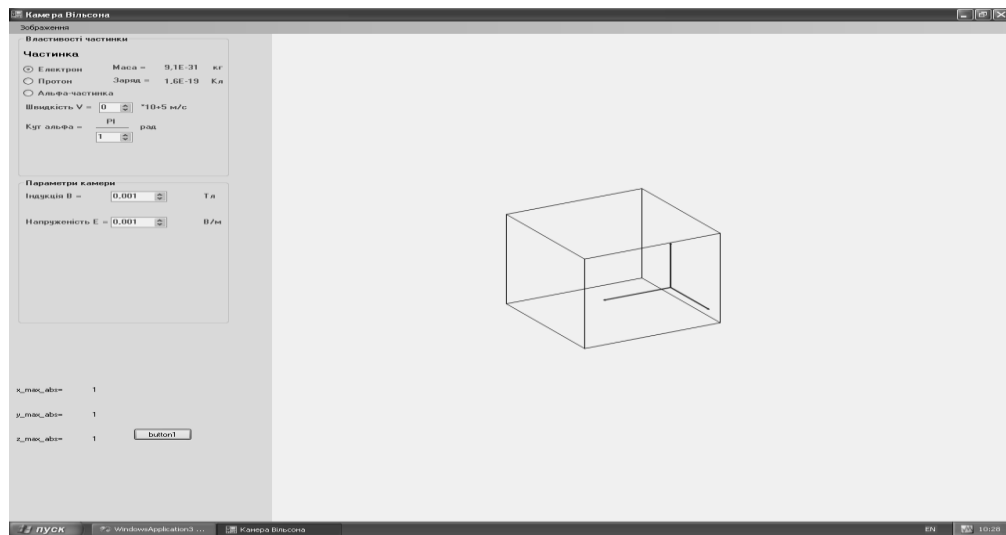 Камера Вільсона
Зображення
Властивості частинки
Частинка
Електрон Маса = 9,1E-31 кг
Протон Заряд = 1,6E-19 Кл
Альфа-частинка
Швидкість V = 0 *10+5 м/с
PI
Кут альфа = рад
1
Параметри камери
Індукція B = 0,001 Тл
Напруженість E = 0,001 В/м
x_max_abs= 1
y_max_abs= 1
z_max_abs= 1 button1
пуск WindowsApplication3 ... Камера Вільсона EN 10:28